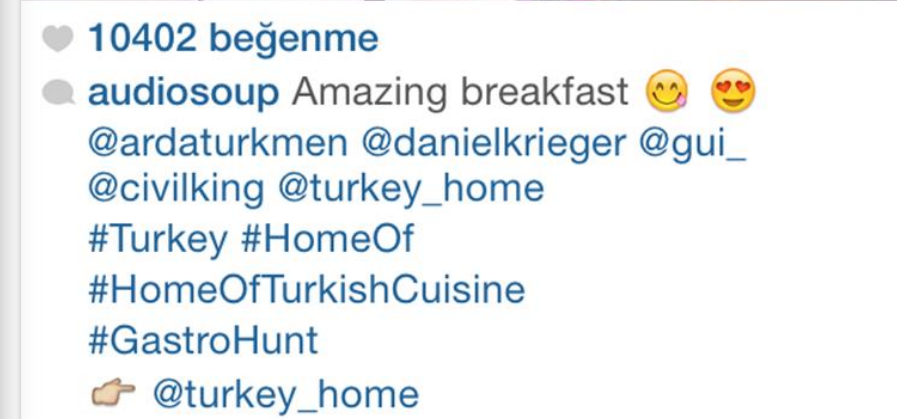 10402 beğenme
audiosoup Amazing breakfast 😋 😍
@ardaturkmen @danielkrieger @gui_
@civilking @turkey_home
#Turkey #HomeOf
#HomeOfTurkishCuisine
#GastroHunt
👉 @turkey_home